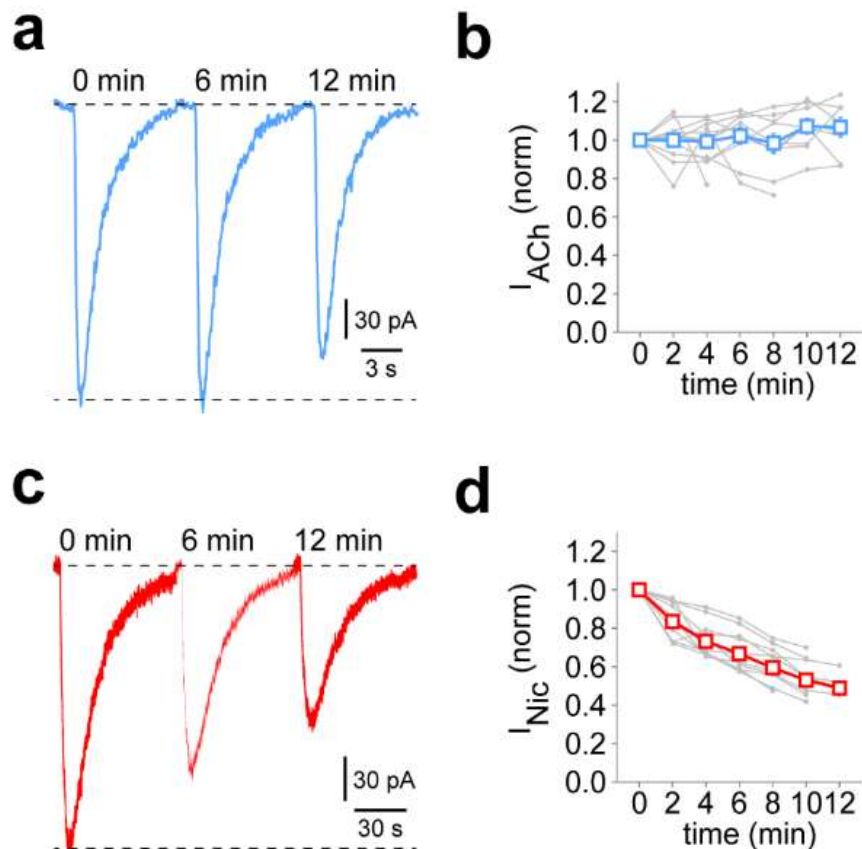 a
0 min 6 min 12 min
30 pA
3 s
b
I ACh (norm)
1.2
1.0
0.8
0.6
0.4
0.2
0.0
0 2 4 6 8 10 12
time (min)
c
0 min 6 min 12 min
30 pA
30 s
d
I Nic (norm)
1.2
1.0
0.8
0.6
0.4
0.2
0.0
0 2 4 6 8 10 12
time (min)